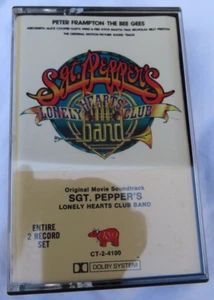 PETER FRAMPTON THE BEE GEES
SGT. PEPPER'S
LONELY HEARTS CLUB
band
Original Movie Soundtrack
SGT. PEPPER'S
LONELY HEARTS CLUB BAND
ENTIRE
2 RECORD
SET
RSO
CT-2-4100
DOLBY SYSTEM